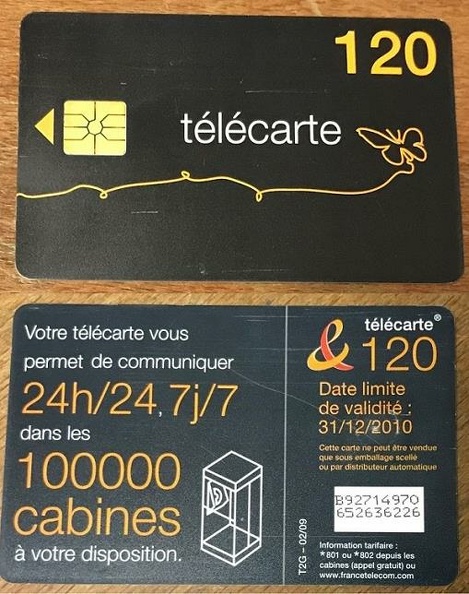 120
télécarte
Votre télécarte vous
permet de communiquer
24h/24, 7j/7
dans les
100000
cabines
à votre disposition.
télécarte®
& 120
Date limite
de validité :
31/12/2010
Cette carte ne peut être vendue
que sous emballage scellé
ou par distributeur automatique
B92714970
652636226
T2G – 02/09
Information tarifaire :
*801 ou *802 depuis les
cabines (appel gratuit) ou
www.francetelecom.com